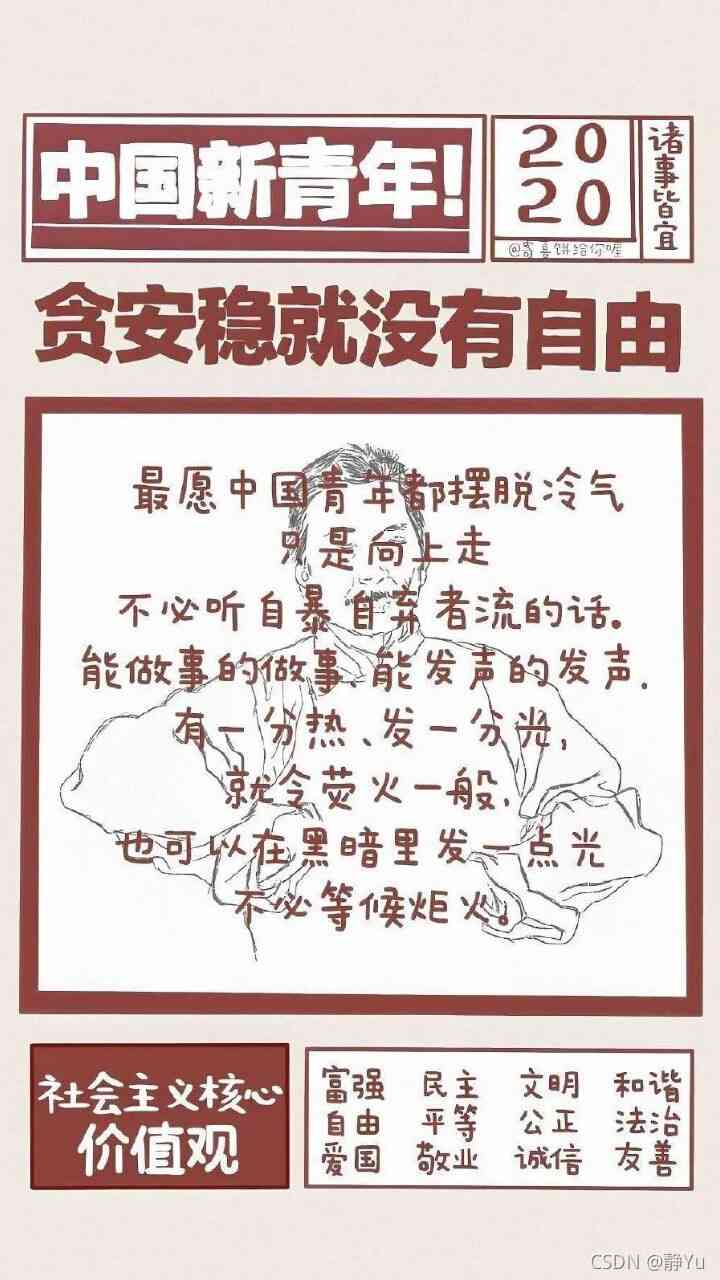 中国新青年!
20
20
诸事皆宜
@奇喜饼给你喔
贪安稳就没有自由
最愿中国青年都摆脱冷气
只是向上走
不必听自暴自弃者流的话。
能做事的做事、能发声的发声.
有一分热、发一分光,
就令荧火一般,
也可以在黑暗里发一点光
不必等候炬火。
社会主义核心
价值观
富强 民主 文明 和谐
自由 平等 公正 法治
爱国 敬业 诚信 友善
CSDN @静Yu